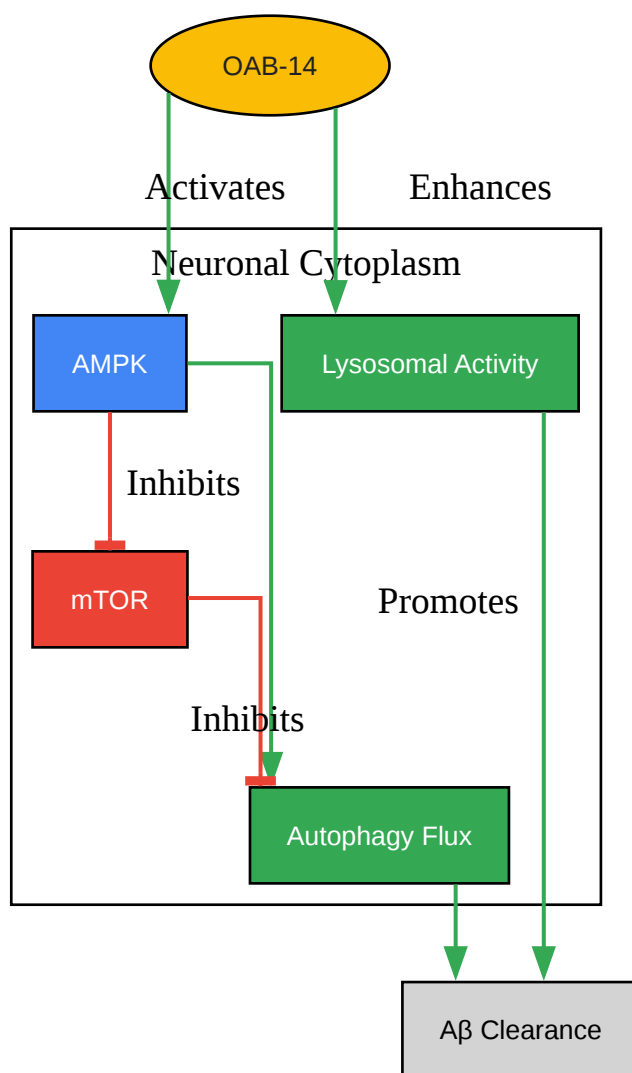 OAB-14
Activates
Enhances
Neuronal Cytoplasm
AMPK
Lysosomal Activity
Inhibits
mTOR
Promotes
Inhibits
Autophagy Flux
Aβ Clearance